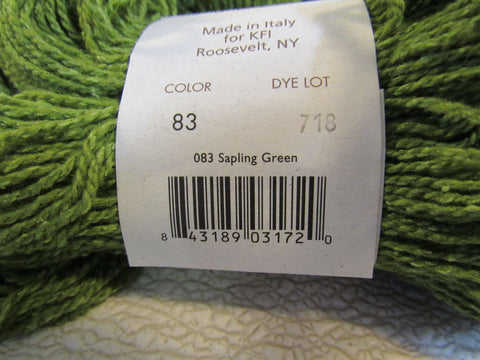 Made in Italy
for KFI
Roosevelt, NY
COLOR DYE LOT
83 718
083 Sapling Green
8 43189 03172 0